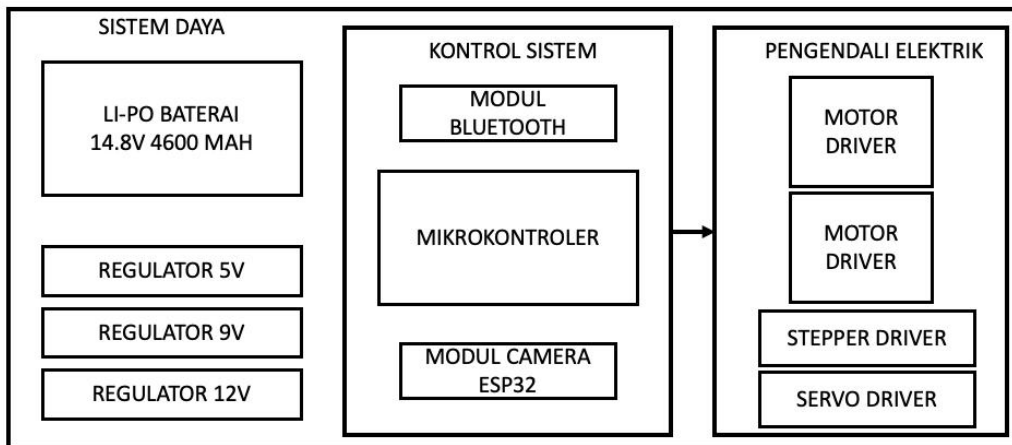 SISTEM DAYA
LI-PO BATERAI
14.8V 4600 MAH
REGULATOR 5V
REGULATOR 9V
REGULATOR 12V
KONTROL SISTEM
MODUL
BLUETOOTH
MIKROKONTROLER
MODUL CAMERA
ESP32
PENGENDALI ELEKTRIK
MOTOR
DRIVER
MOTOR
DRIVER
STEPPER DRIVER
SERVO DRIVER